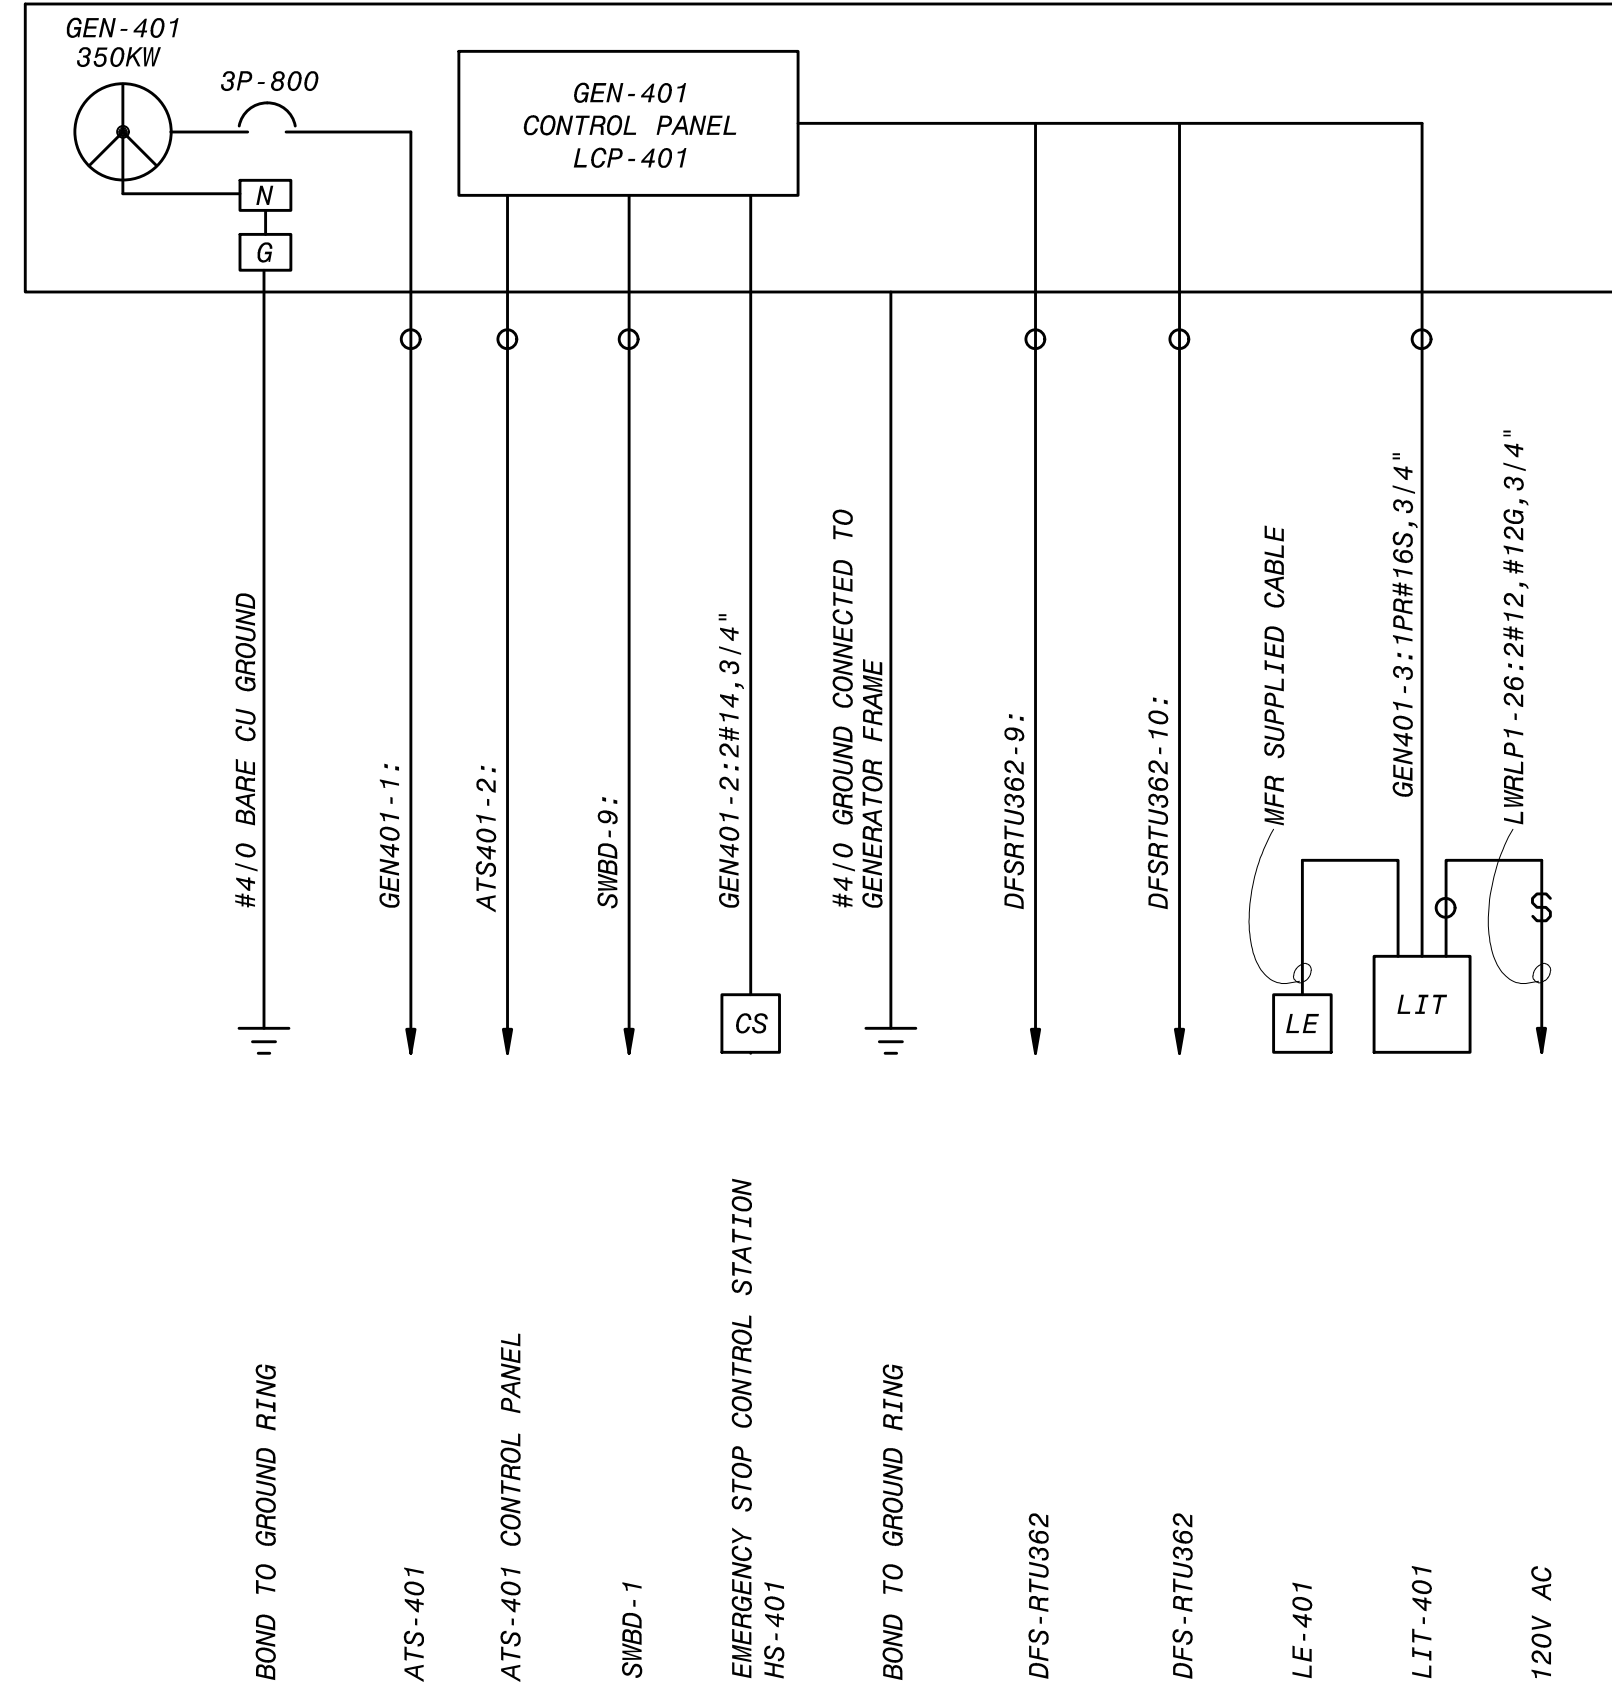 GEN-401
350KW
3P-800
N
G
GEN-401
CONTROL PANEL
LCP-401
#4/0 BARE CU GROUND
GEN401-1:
ATS401-2:
SWBD-9:
GEN401-2:2#14,3/4"
#4/0 GROUND CONNECTED TO
GENERATOR FRAME
DFSRTU362-9:
DFSRTU362-10:
MFR SUPPLIED CABLE
GEN401-3:1PR#16S,3/4"
LWRLP1-26:2#12,#12G,3/4"
CS
LE
LIT
S
BOND TO GROUND RING
ATS-401
ATS-401 CONTROL PANEL
SWBD-1
EMERGENCY STOP CONTROL STATION
HS-401
BOND TO GROUND RING
DFS-RTU362
DFS-RTU362
LE-401
LIT-401
120V AC